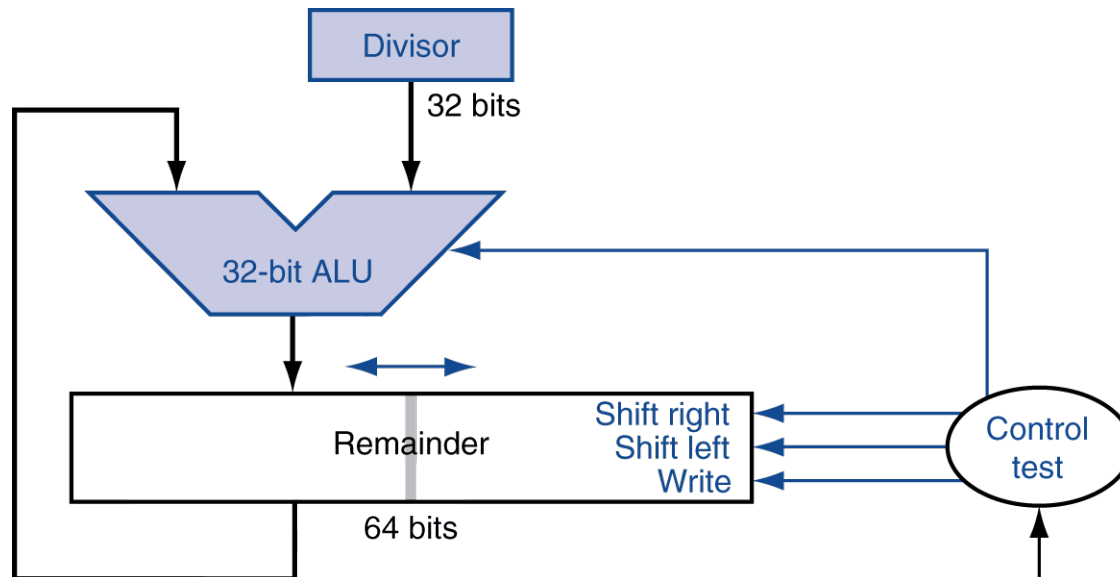 Divisor
32 bits
32-bit ALU
Remainder
Shift right
Shift left
Write
Control
test
64 bits